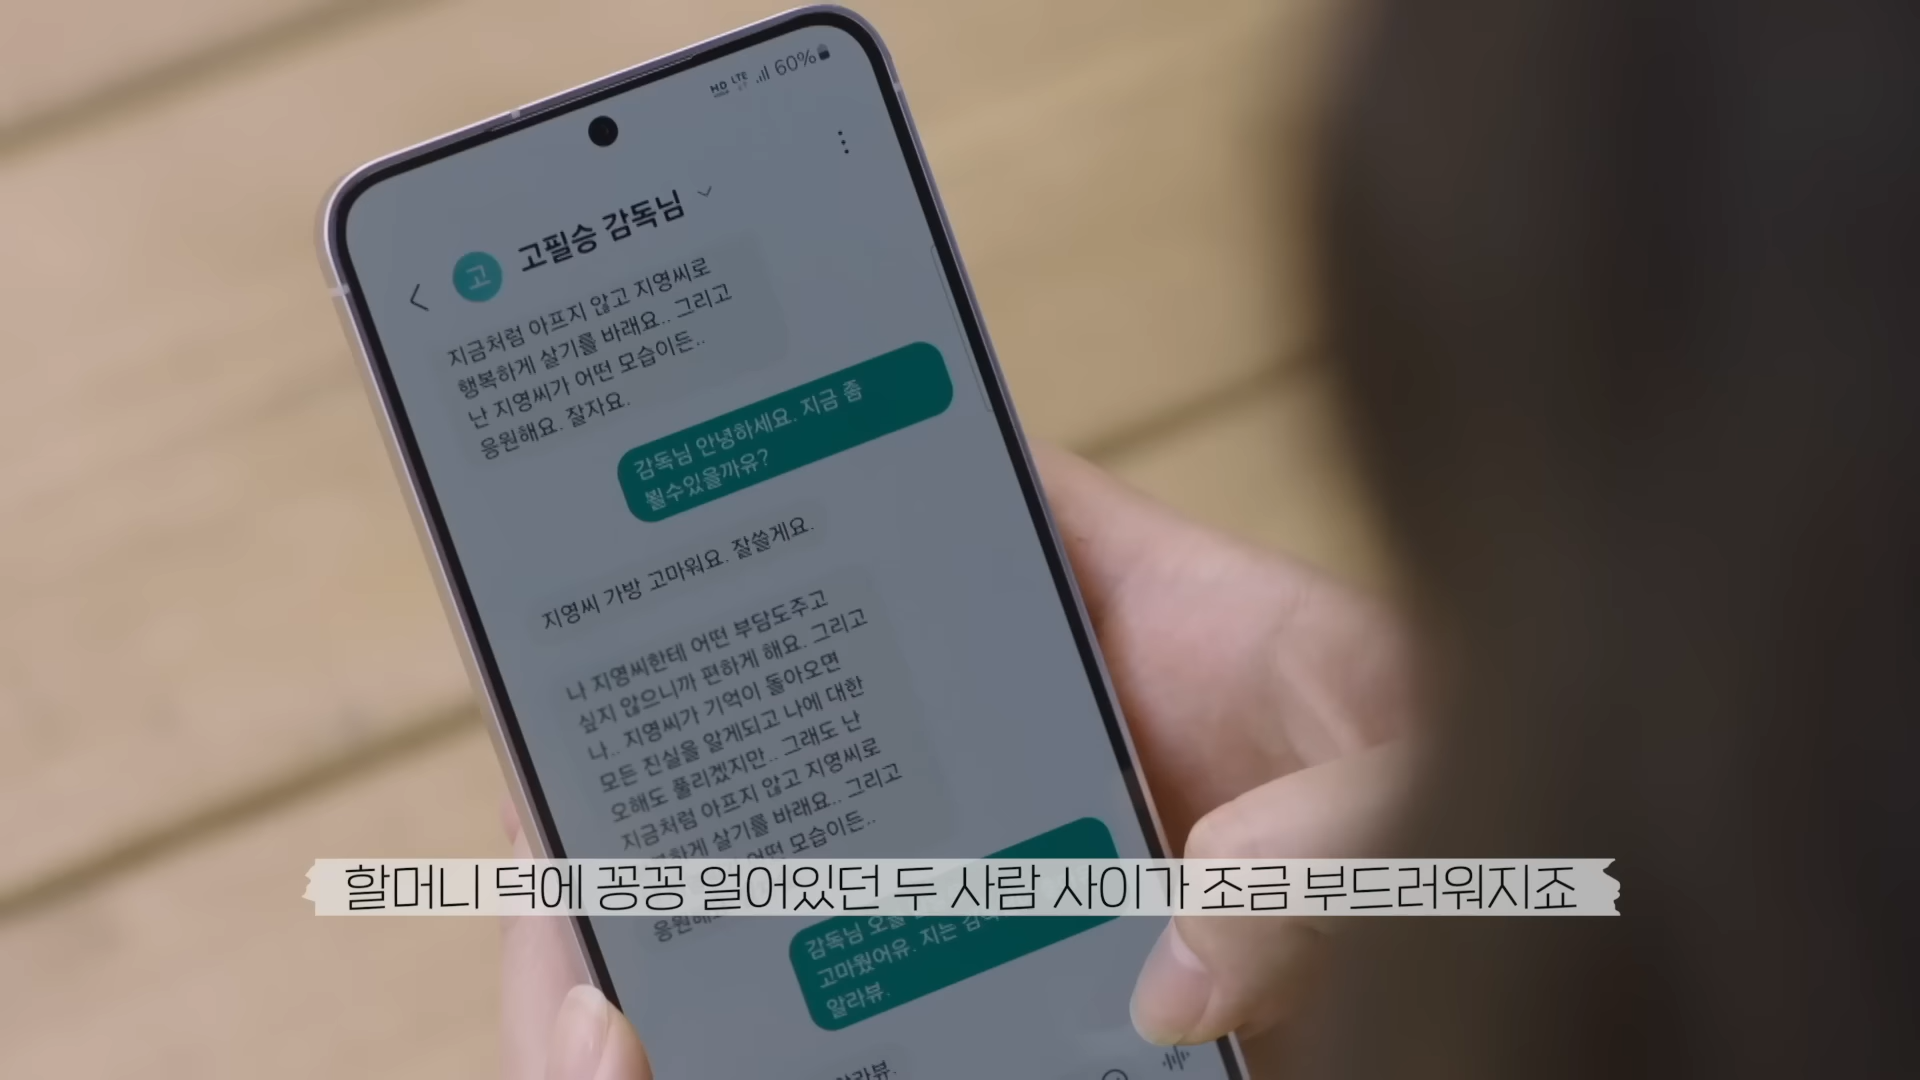 HD LTE 60%
고 고필승 감독님
지금처럼 아프지 않고 지영씨로
행복하게 살기를 바래요.. 그리고
난 지영씨가 어떤 모습이든..
응원해요. 잘자요.
감독님 안녕하세요. 지금 좀
뵐수있을까유?
지영씨 가방 고마워요. 잘쓸게요.
나 지영씨한테 어떤 부담도주고
싶지 않으니까 편하게 해요. 그리고
나.. 지영씨가 기억이 돌아오면
모든 진실을 알게되고 나에 대한
오해도 풀리겠지만.. 그래도 난
지금처럼 아프지 않고 지영씨로
살기를 바래요.. 그리고
어떤 모습이든..
할머니 덕에 꽁꽁 얼어있던 두 사람 사이가 조금 부드러워지죠
감독님
고마웠어유. 지는
알라뷰.